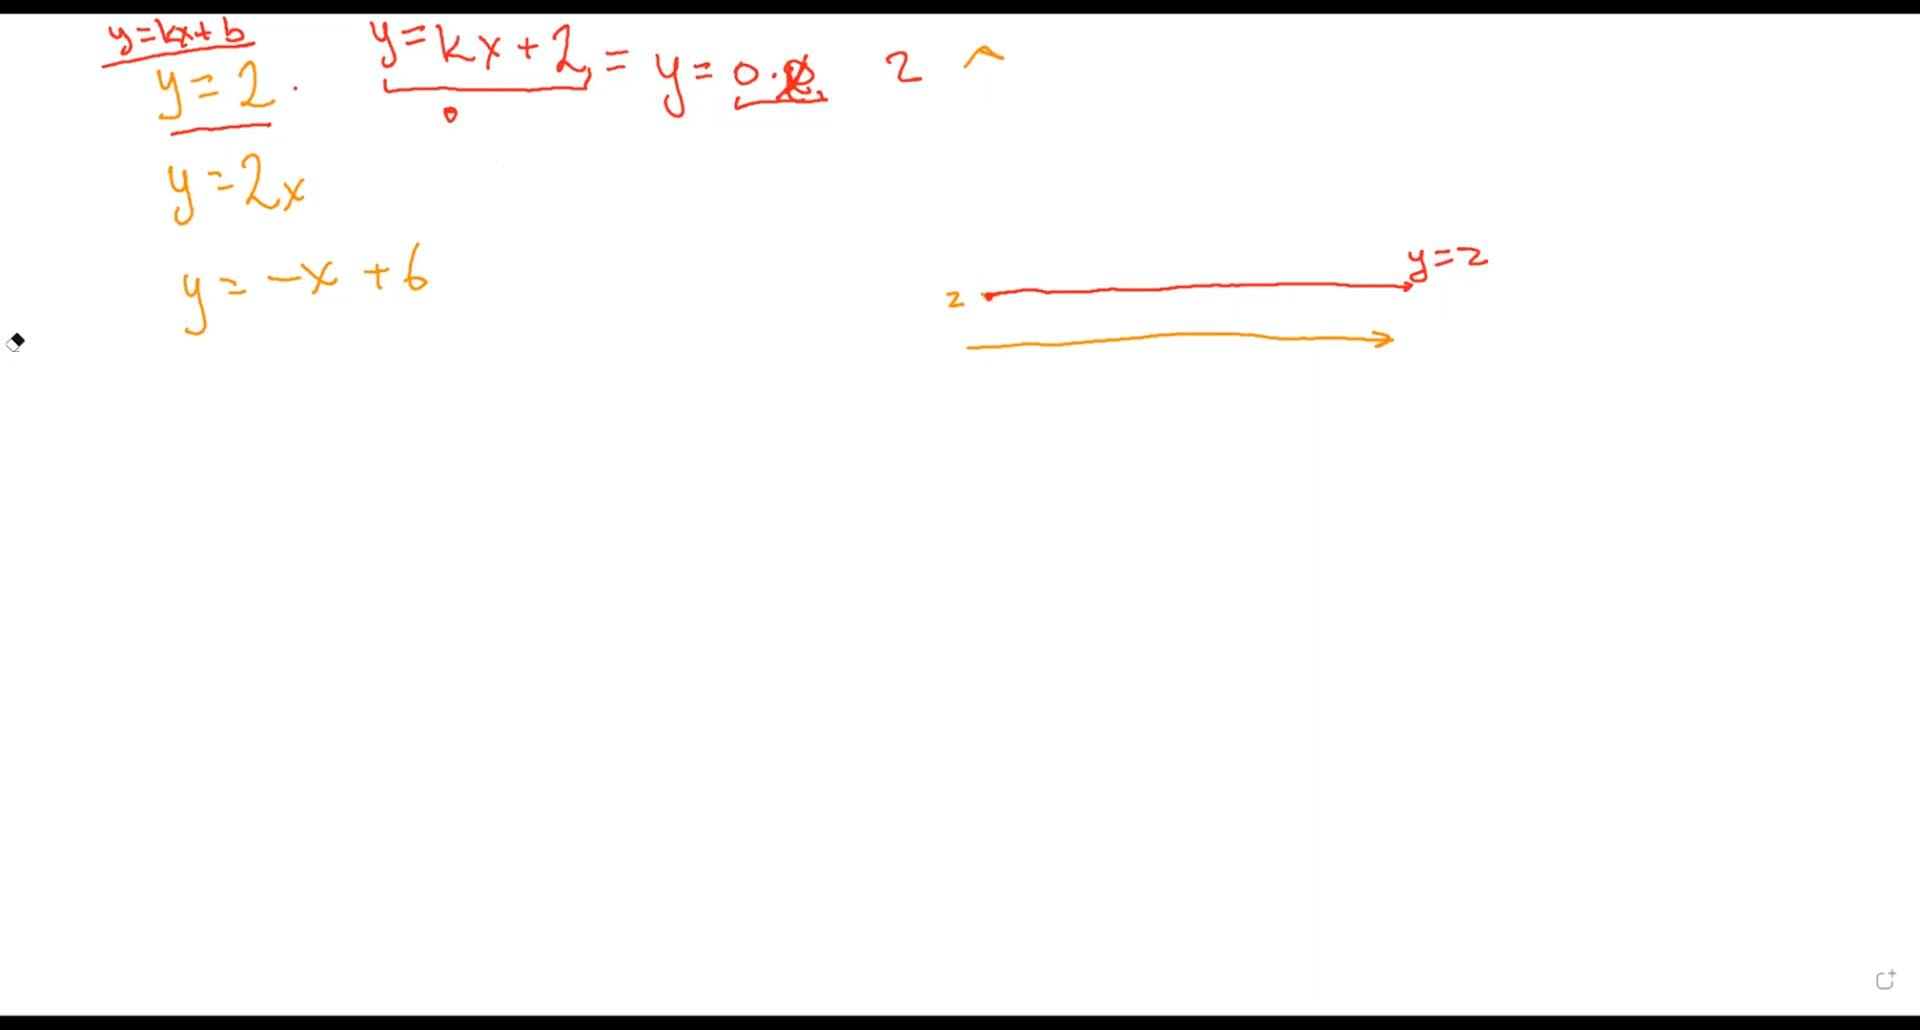 y=kx+b
y=2. y=kx+2 = y=0· 2
y=2x
y=-x+6
y=2
2